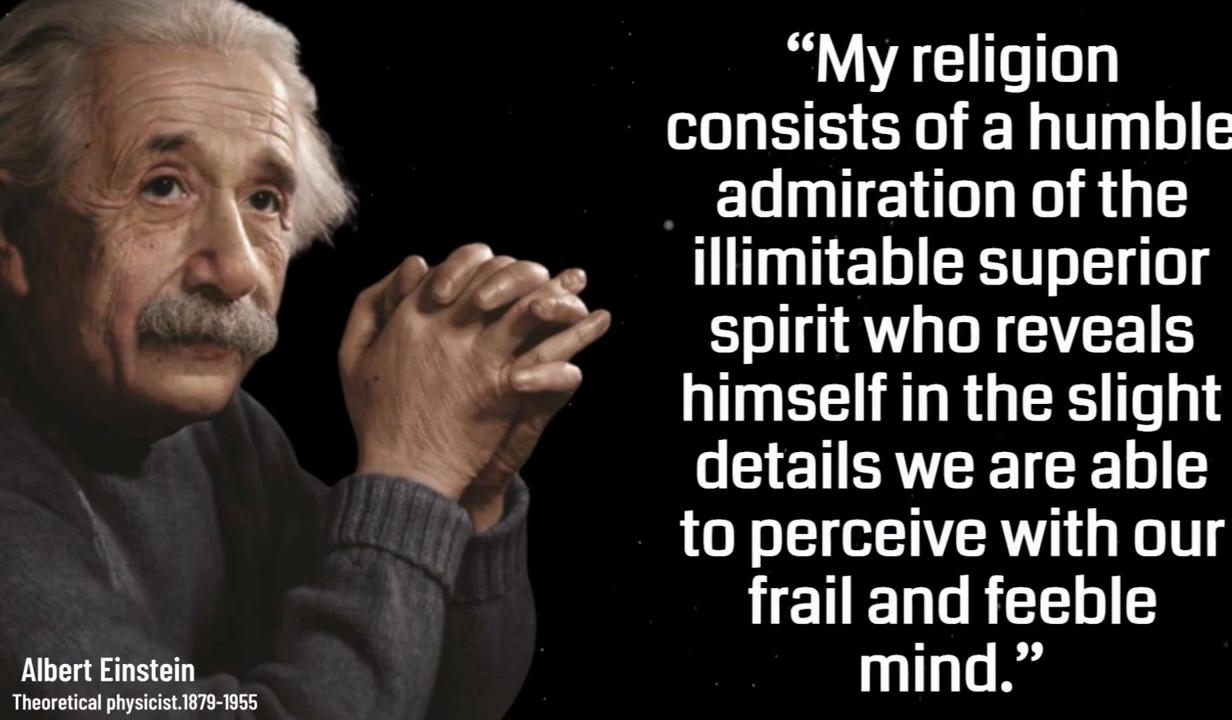 “My religion
consists of a humble
admiration of the
illimitable superior
spirit who reveals
himself in the slight
details we are able
to perceive with our
frail and feeble
mind.”
Albert Einstein
Theoretical physicist.1879-1955